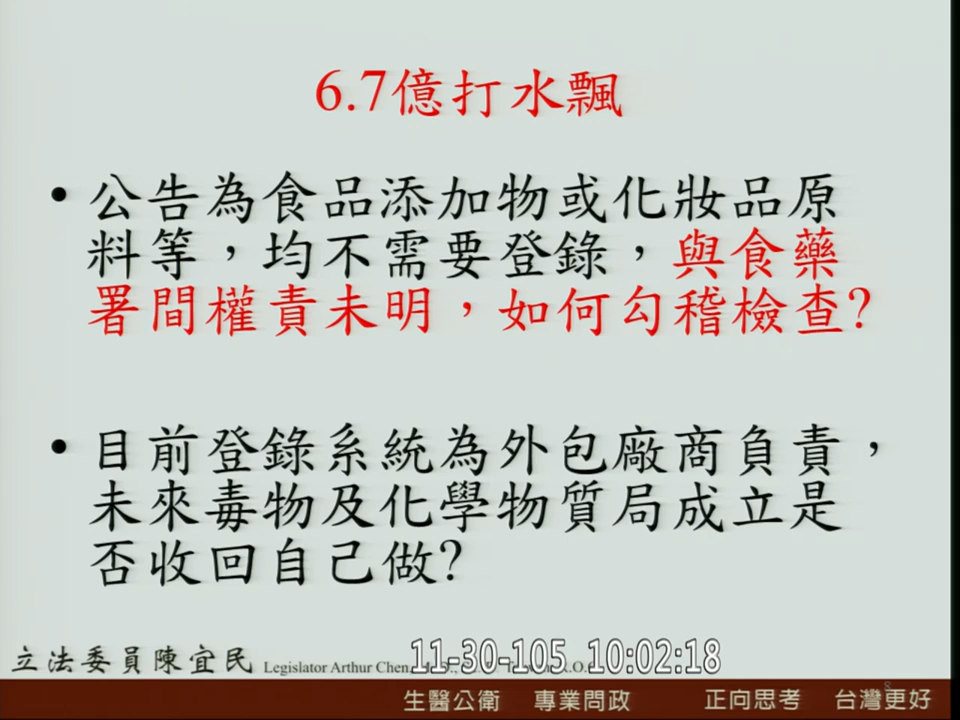 6.7億打水飄
• 公告為食品添加物或化妝品原
料等，均不需要登錄，與食藥
署間權責未明，如何勾稽檢查?
• 目前登錄系統為外包廠商負責，
未來毒物及化學物質局成立是
否收回自己做?
立法委員陳宜民 Legislator Arthur Chen
11-30-105 10:02:18
生醫公衛 專業問政 正向思考 台灣更好
8